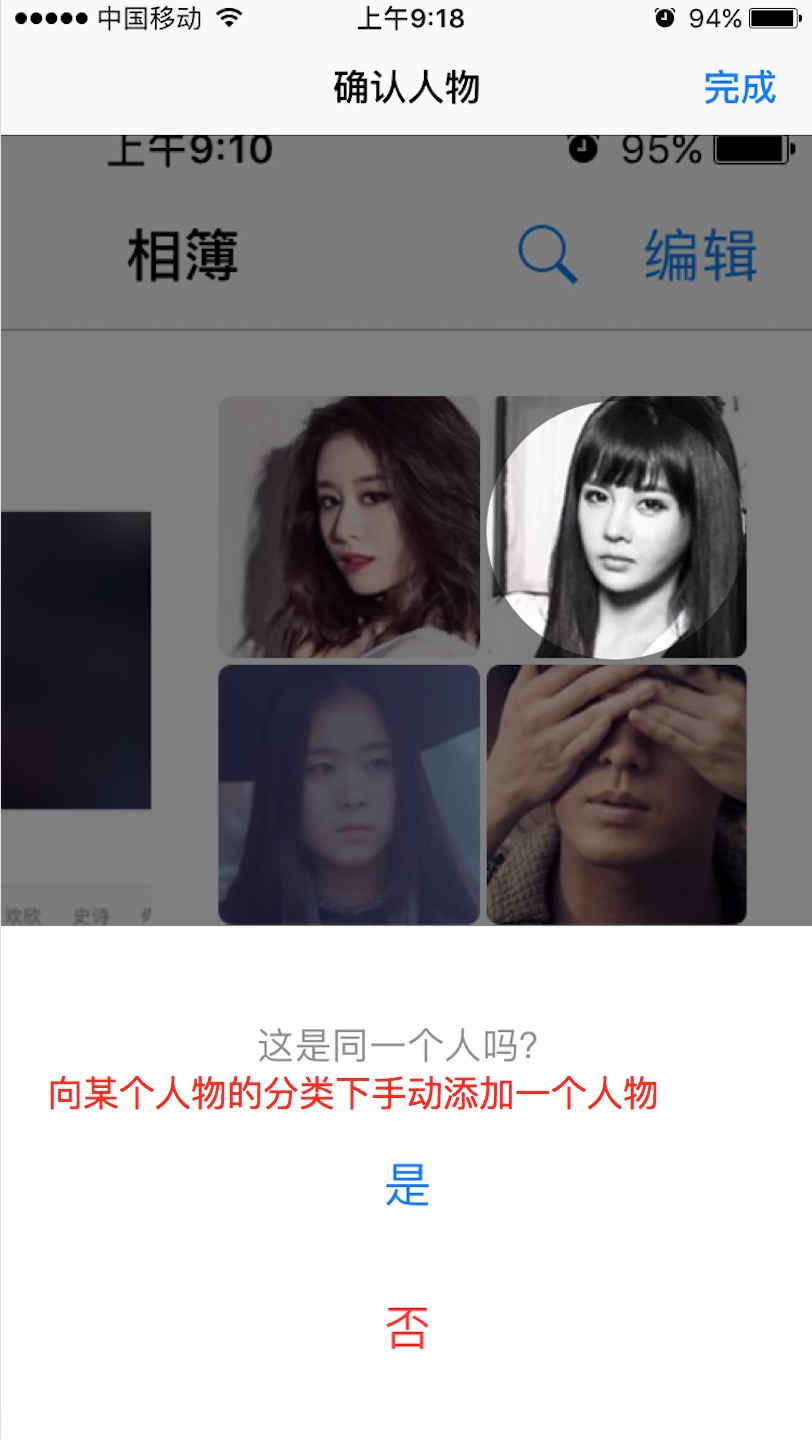 中国移动 上午9:18 94%
确认人物 完成
上午9:10 95%
相簿 编辑
欢欣 史诗
这是同一个人吗?
向某个人物的分类下手动添加一个人物
是
否